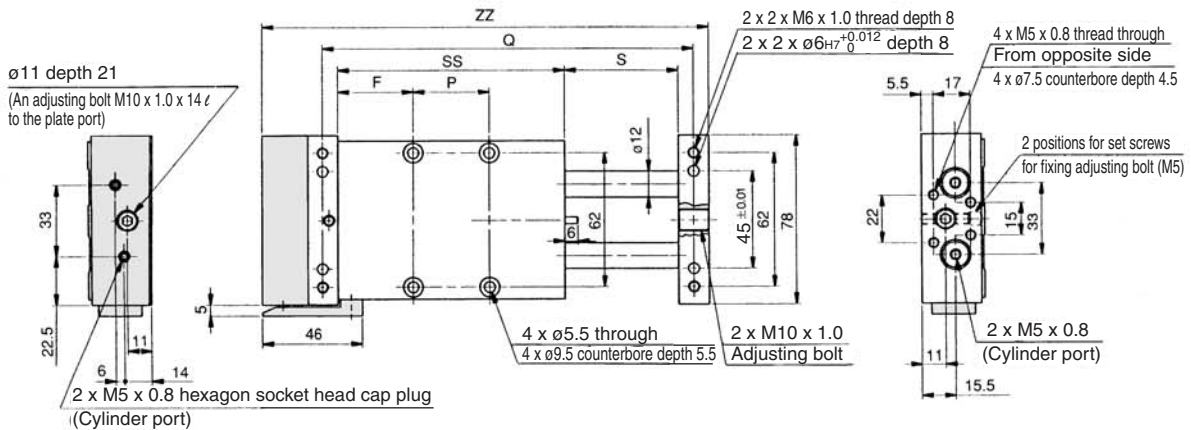 ZZ
2 x 2 x M6 x 1.0 thread depth 8
Q
2 x 2 x ø6H7 +0.012 0 depth 8
4 x M5 x 0.8 thread through
From opposite side
4 x ø7.5 counterbore depth 4.5
ø11 depth 21
(An adjusting bolt M10 x 1.0 x 14 ℓ
to the plate port)
SS
S
F
P
5.5
17
ø12
2 positions for set screws
for fixing adjusting bolt (M5)
33
22.5
6
11
14
62
6
45 ±0.01
62
78
22
15
33
5
46
4 x ø5.5 through
4 x ø9.5 counterbore depth 5.5
2 x M10 x 1.0
Adjusting bolt
2 x M5 x 0.8
(Cylinder port)
11
15.5
2 x M5 x 0.8 hexagon socket head cap plug
(Cylinder port)